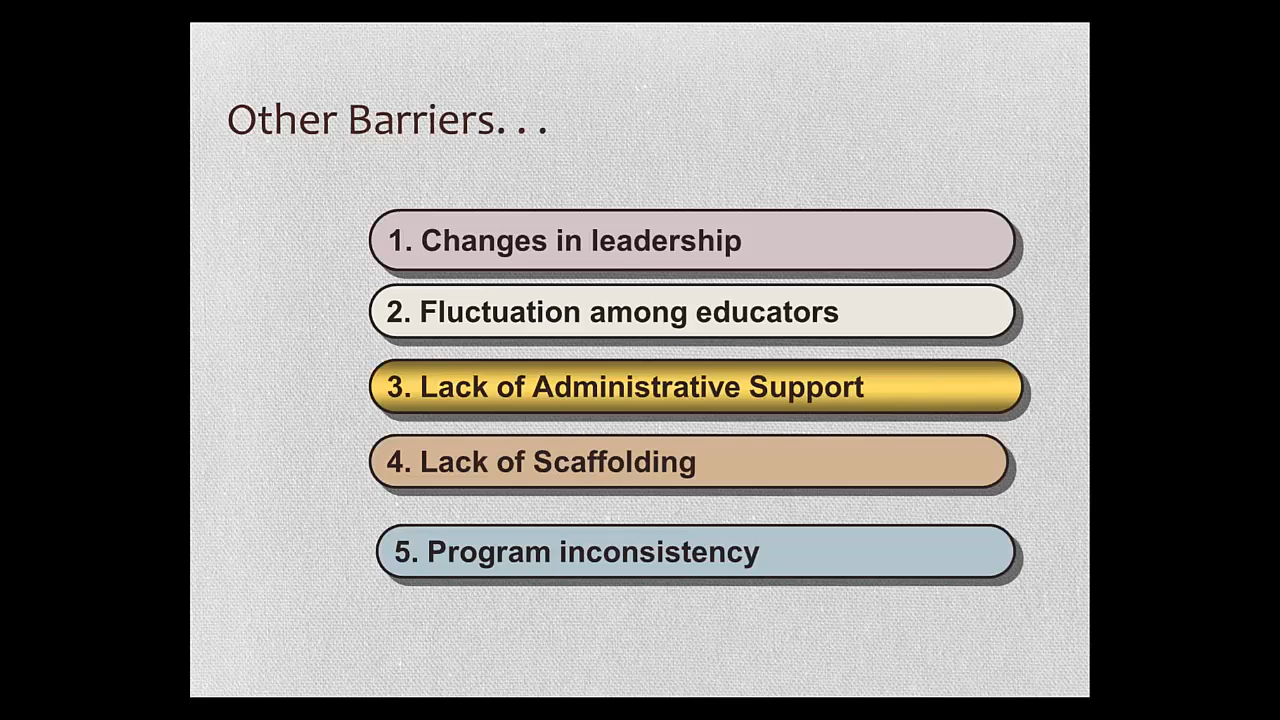 Other Barriers. . .
1. Changes in leadership
2. Fluctuation among educators
3. Lack of Administrative Support
4. Lack of Scaffolding
5. Program inconsistency